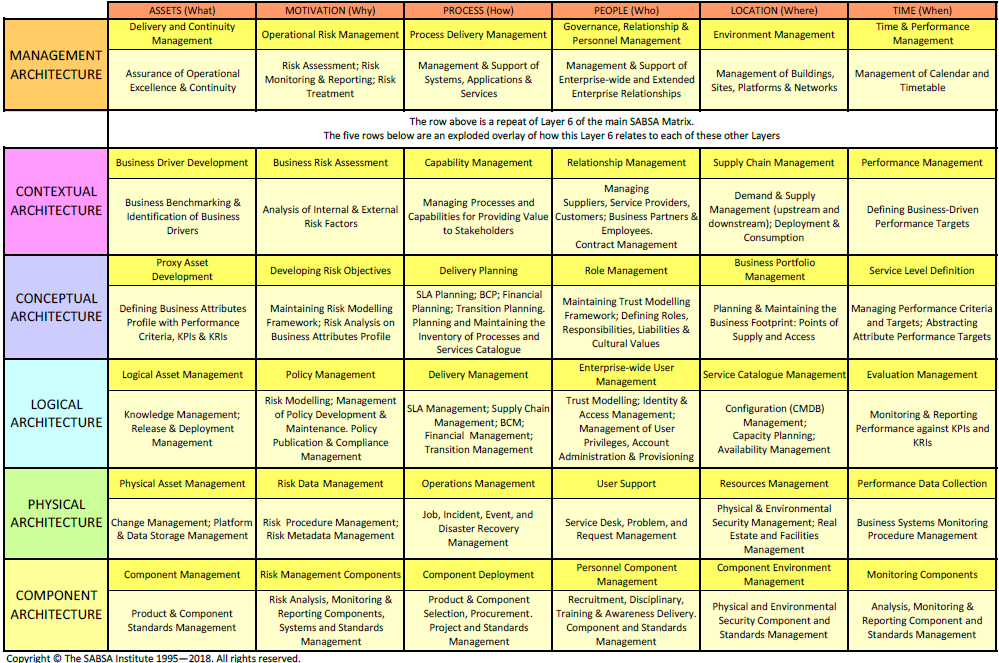 ASSETS (What)
MOTIVATION (Why)
PROCESS (How)
PEOPLE (Who)
LOCATION (Where)
TIME (When)
MANAGEMENT
ARCHITECTURE
Delivery and Continuity
Management
Operational Risk Management
Process Delivery Management
Governance, Relationship &
Personnel Management
Environment Management
Time & Performance
Management
Assurance of Operational
Excellence & Continuity
Risk Assessment; Risk
Monitoring & Reporting; Risk
Treatment
Management & Support of
Systems, Applications &
Services
Management & Support of
Enterprise-wide and Extended
Enterprise Relationships
Management of Buildings,
Sites, Platforms & Networks
Management of Calendar and
Timetable
The row above is a repeat of Layer 6 of the main SABSA Matrix.
The five rows below are an exploded overlay of how this Layer 6 relates to each of these other Layers
CONTEXTUAL
ARCHITECTURE
Business Driver Development
Business Risk Assessment
Capability Management
Relationship Management
Supply Chain Management
Performance Management
Business Benchmarking &
Identification of Business
Drivers
Analysis of Internal & External
Risk Factors
Managing Processes and
Capabilities for Providing Value
to Stakeholders
Managing
Suppliers, Service Providers,
Customers; Business Partners &
Employees.
Contract Management
Demand & Supply
Management (upstream and
downstream); Deployment &
Consumption
Defining Business-Driven
Performance Targets
CONCEPTUAL
ARCHITECTURE
Proxy Asset
Development
Developing Risk Objectives
Delivery Planning
Role Management
Business Portfolio
Management
Service Level Definition
Defining Business Attributes
Profile with Performance
Criteria, KPIs & KRIs
Maintaining Risk Modelling
Framework; Risk Analysis on
Business Attributes Profile
SLA Planning; BCP; Financial
Planning; Transition Planning.
Planning and Maintaining the
Inventory of Processes and
Services Catalogue
Maintaining Trust Modelling
Framework; Defining Roles,
Responsibilities, Liabilities &
Cultural Values
Planning & Maintaining the
Business Footprint: Points of
Supply and Access
Managing Performance Criteria
and Targets; Abstracting
Attribute Performance Targets
LOGICAL
ARCHITECTURE
Logical Asset Management
Policy Management
Delivery Management
Enterprise-wide User
Management
Service Catalogue Management
Evaluation Management
Knowledge Management;
Release & Deployment
Management
Risk Modelling; Management
of Policy Development &
Maintenance. Policy
Publication & Compliance
Management
SLA Management; Supply Chain
Management; BCM;
Financial Management;
Transition Management
Trust Modelling; Identity &
Access Management;
Management of User
Privileges, Account
Administration & Provisioning
Configuration (CMDB)
Management;
Capacity Planning;
Availability Management
Monitoring & Reporting
Performance against KPIs and
KRIs
PHYSICAL
ARCHITECTURE
Physical Asset Management
Risk Data Management
Operations Management
User Support
Resources Management
Performance Data Collection
Change Management; Platform
& Data Storage Management
Risk Procedure Management;
Risk Metadata Management
Job, Incident, Event, and
Disaster Recovery
Management
Service Desk, Problem, and
Request Management
Physical & Environmental
Security Management; Real
Estate and Facilities
Management
Business Systems Monitoring
Procedure Management
COMPONENT
ARCHITECTURE
Component Management
Risk Management Components
Component Deployment
Personnel Component
Management
Component Environment
Management
Monitoring Components
Product & Component
Standards Management
Risk Analysis, Monitoring &
Reporting Components,
Systems and Standards
Management
Product & Component
Selection, Procurement.
Project and Standards
Management
Recruitment, Disciplinary,
Training & Awareness Delivery.
Component and Standards
Management
Physical and Environmental
Security Component and
Standards Management
Analysis, Monitoring &
Reporting Component and
Standards Management
Copyright © The SABSA Institute 1995—2018. All rights reserved.